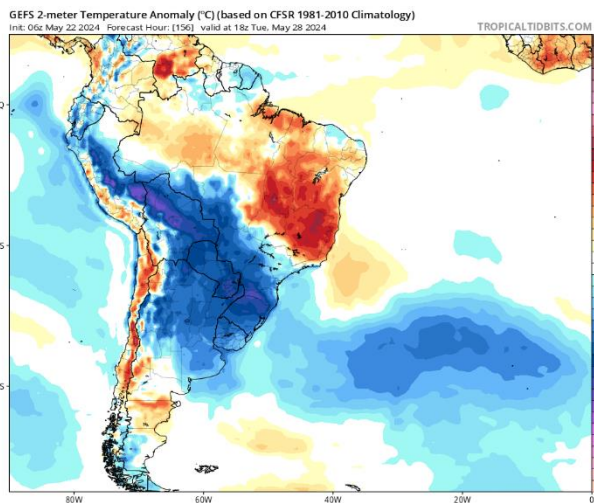 GEFS 2-meter Temperature Anomaly (°C) (based on CFSR 1981-2010 Climatology)
Init: 06z May 22 2024 Forecast Hour: [156] valid at 18z Tue, May 28 2024
TROPICALTIDBITS.COM
Q
S
S
80W 60W 40W 20W 0